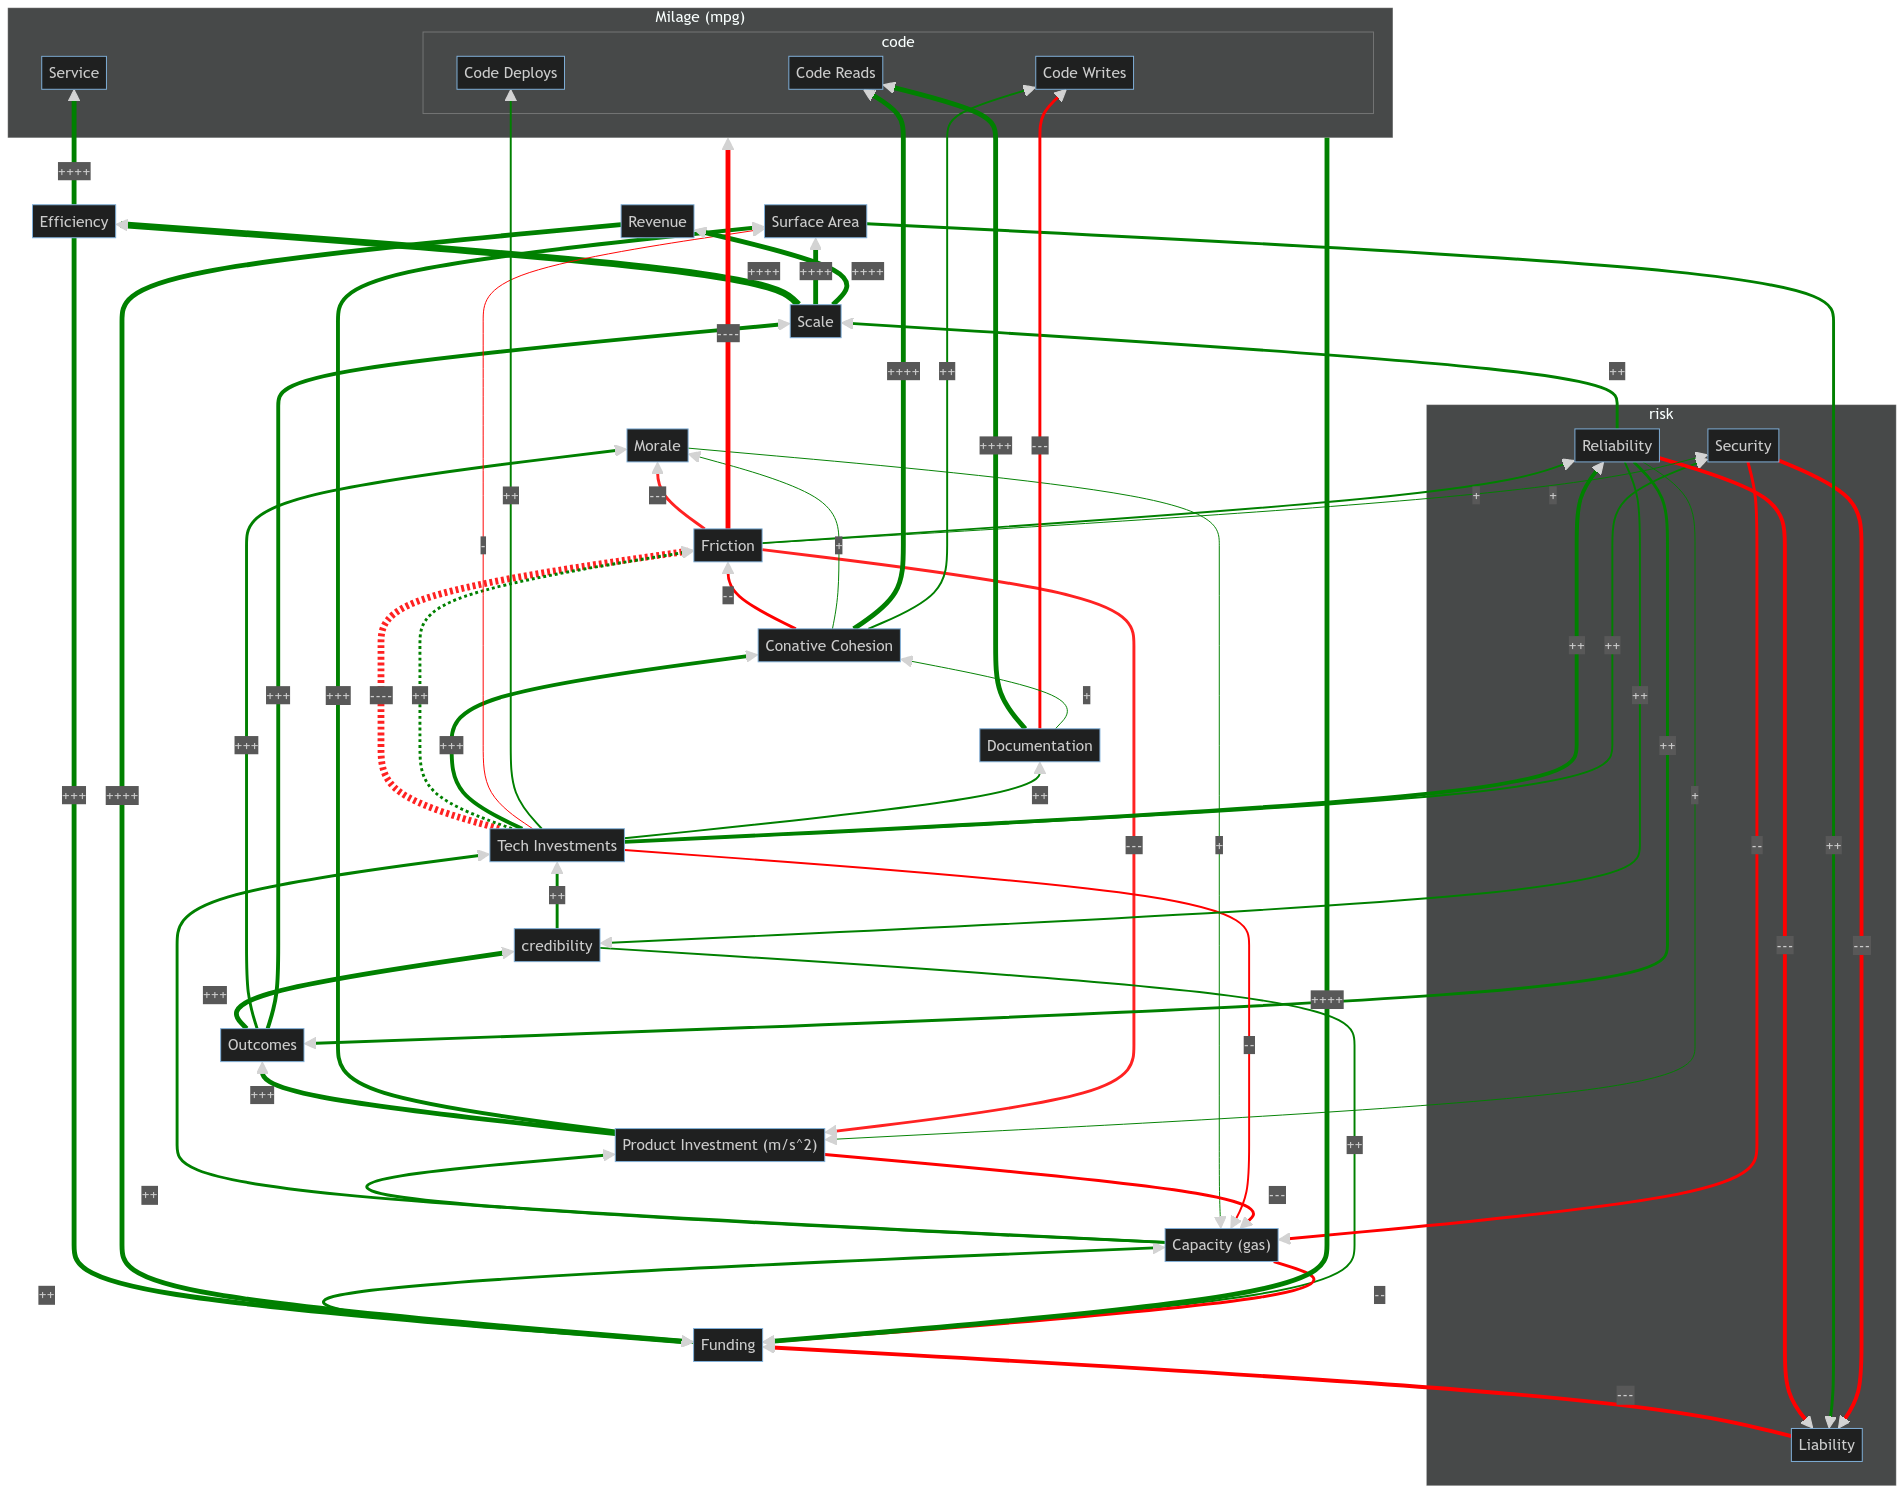 Milage (mpg)
code
Service
Code Deploys
Code Reads
Code Writes
++++
Efficiency
Revenue
Surface Area
++++
++++
++++
Scale
----
++++
++
++
risk
Morale
++++
---
Reliability
Security
---
++
+
+
-
Friction
+
--
Conative Cohesion
++
++
+++
+++
----
++
+
++
+++
+++
Documentation
++
+++
++++
++
+
Tech Investments
---
+
--
++
++
credibility
---
---
+++
++++
Outcomes
--
+++
Product Investment (m/s^2)
++
++
---
Capacity (gas)
++
--
Funding
---
Liability